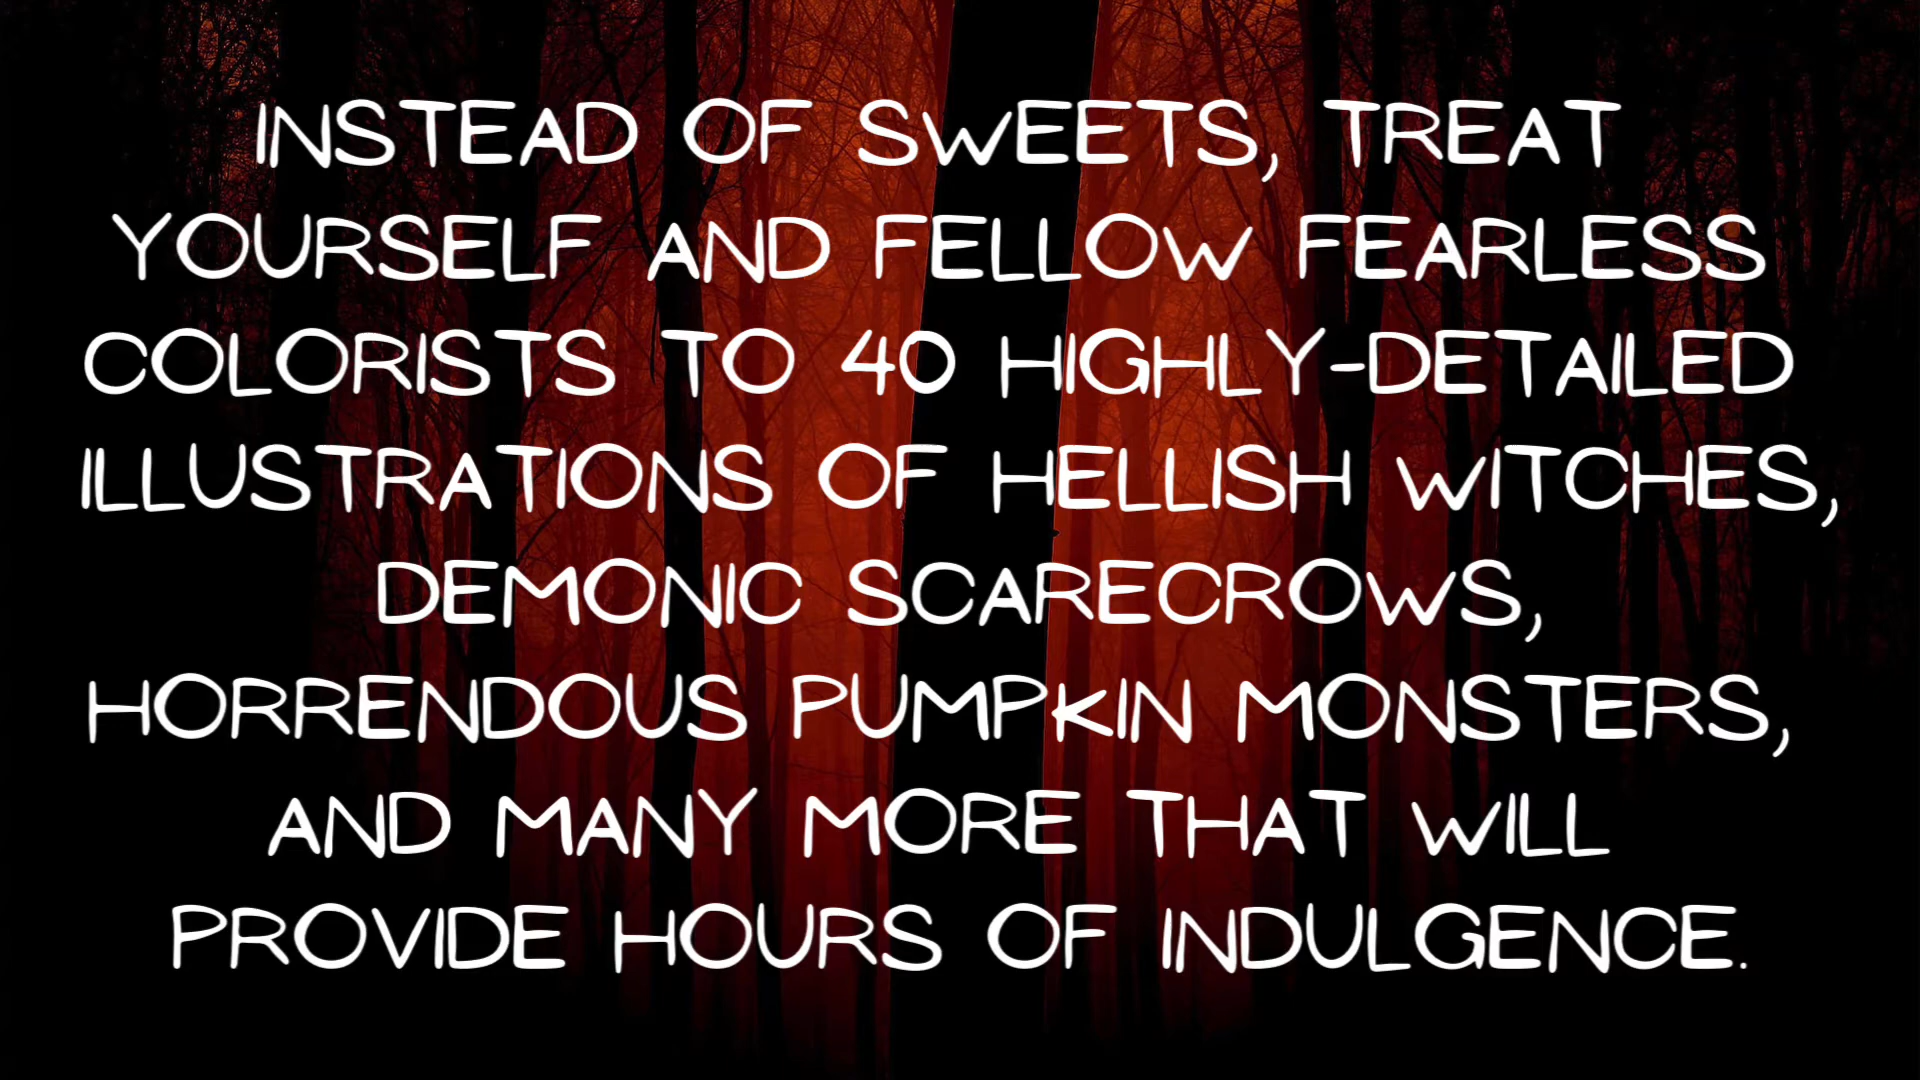 INSTEAD OF SWEETS, TREAT
YOURSELF AND FELLOW FEARLESS
COLORISTS TO 40 HIGHLY-DETAILED
ILLUSTRATIONS OF HELLISH WITCHES,
DEMONIC SCARECROWS,
HORRENDOUS PUMPKIN MONSTERS,
AND MANY MORE THAT WILL
PROVIDE HOURS OF INDULGENCE.